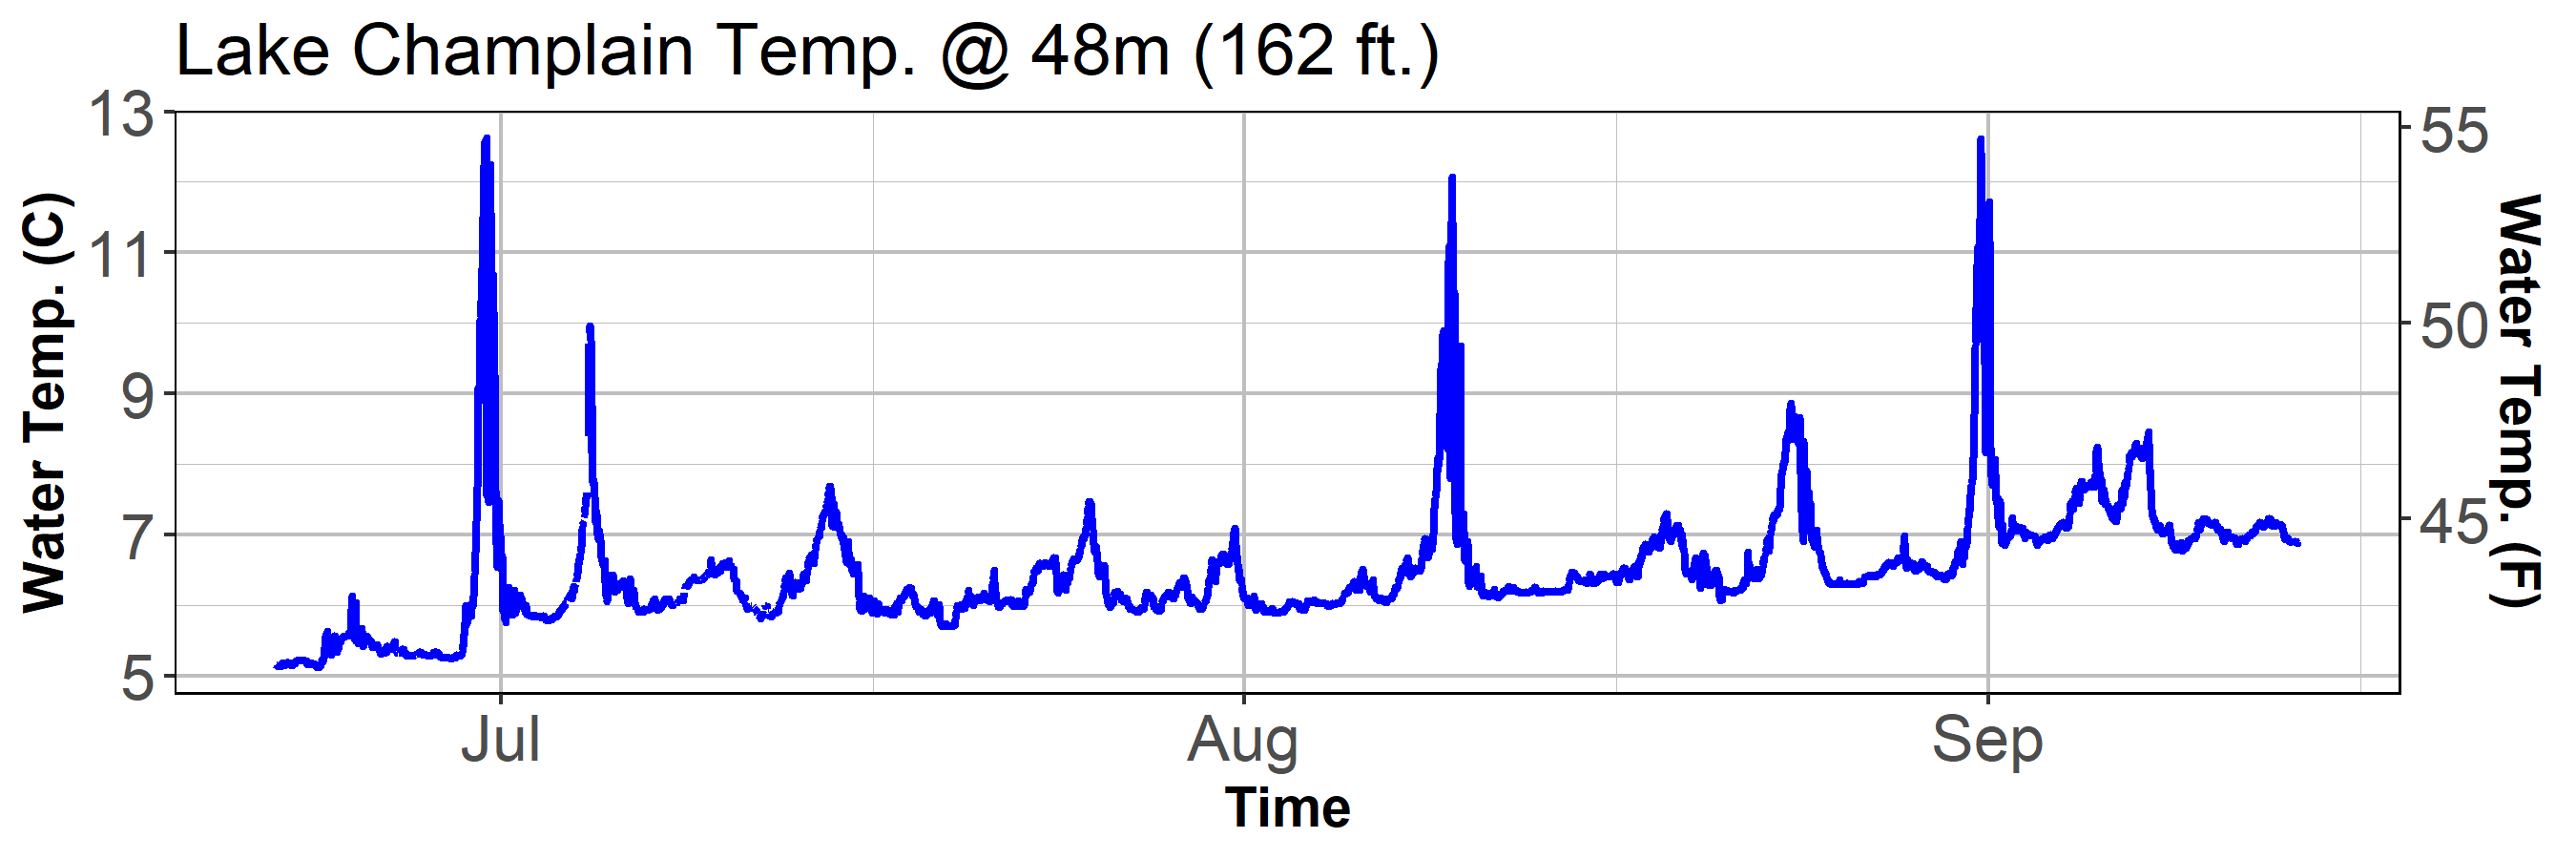 Lake Champlain Temp. @ 48m (162 ft.)
Water Temp. (C)
13
11
9
7
5
55
50
45
Water Temp. (F)
Jul
Aug
Sep
Time